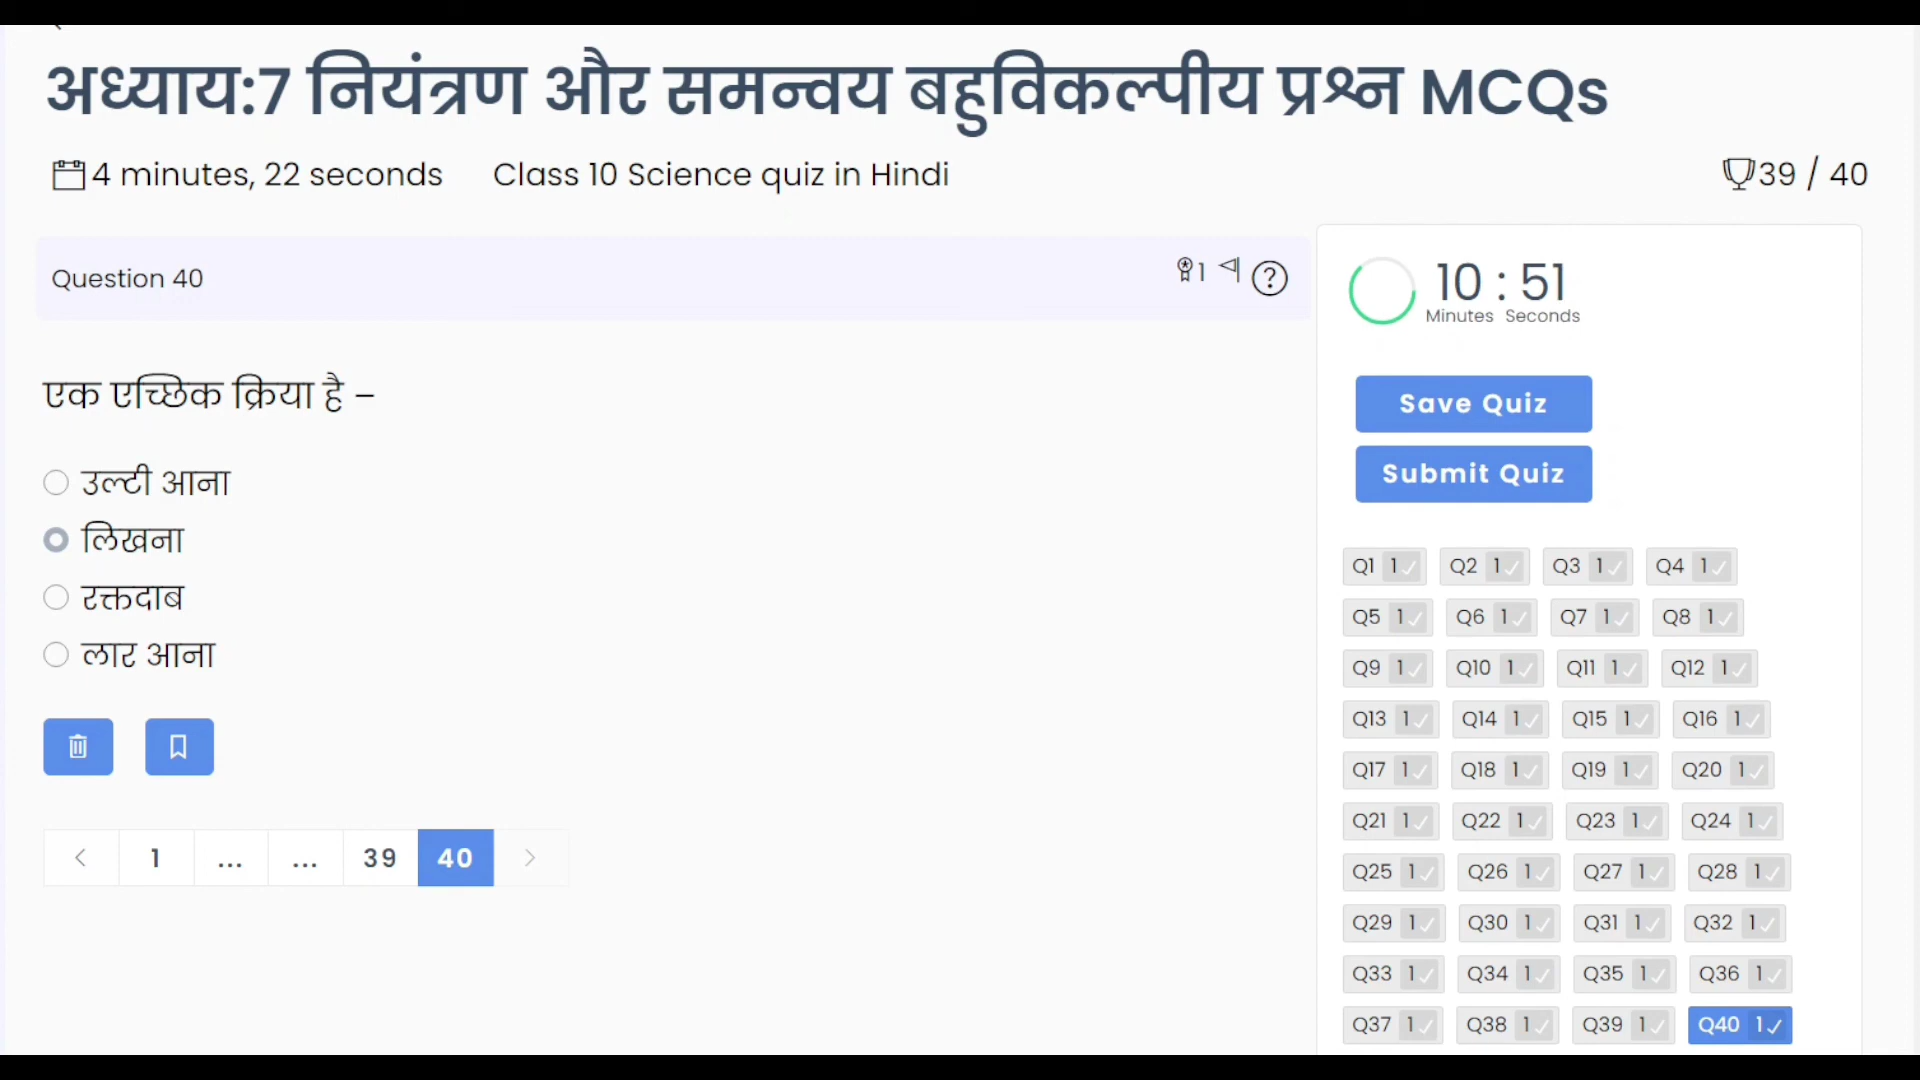 अध्याय:7 नियंत्रण और समन्वय बहुविकल्पीय प्रश्न MCQs
4 minutes, 22 seconds Class 10 Science quiz in Hindi 39 / 40
Question 40 1 ?
10 : 51
Minutes Seconds
एक एच्छिक क्रिया है –
उल्टी आना
लिखना
रक्तदाब
लार आना
1 ... ... 39 40
Save Quiz
Submit Quiz
Q1 1 Q2 1 Q3 1 Q4 1
Q5 1 Q6 1 Q7 1 Q8 1
Q9 1 Q10 1 Q11 1 Q12 1
Q13 1 Q14 1 Q15 1 Q16 1
Q17 1 Q18 1 Q19 1 Q20 1
Q21 1 Q22 1 Q23 1 Q24 1
Q25 1 Q26 1 Q27 1 Q28 1
Q29 1 Q30 1 Q31 1 Q32 1
Q33 1 Q34 1 Q35 1 Q36 1
Q37 1 Q38 1 Q39 1 Q40 1